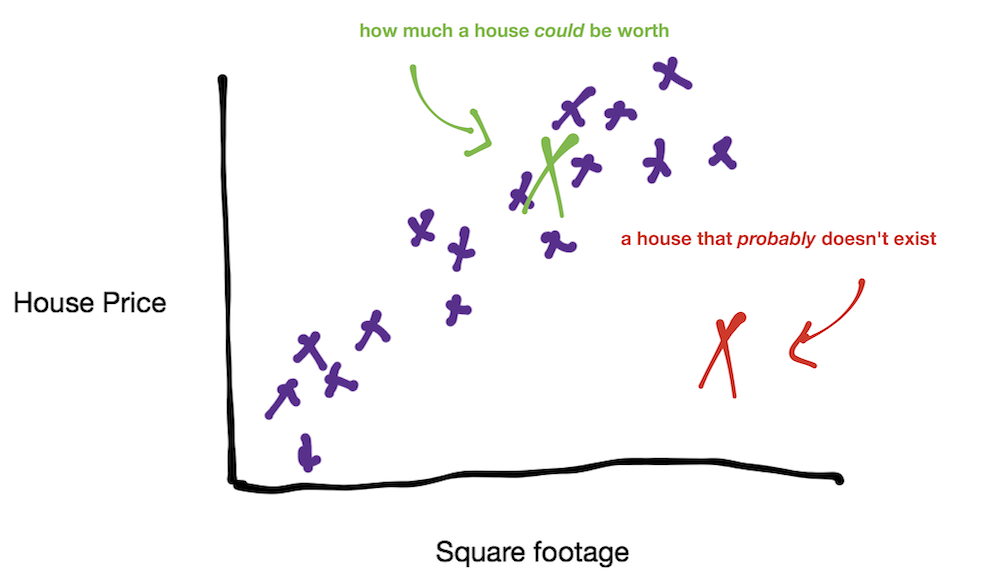 how much a house could be worth
a house that probably doesn't exist
House Price
Square footage